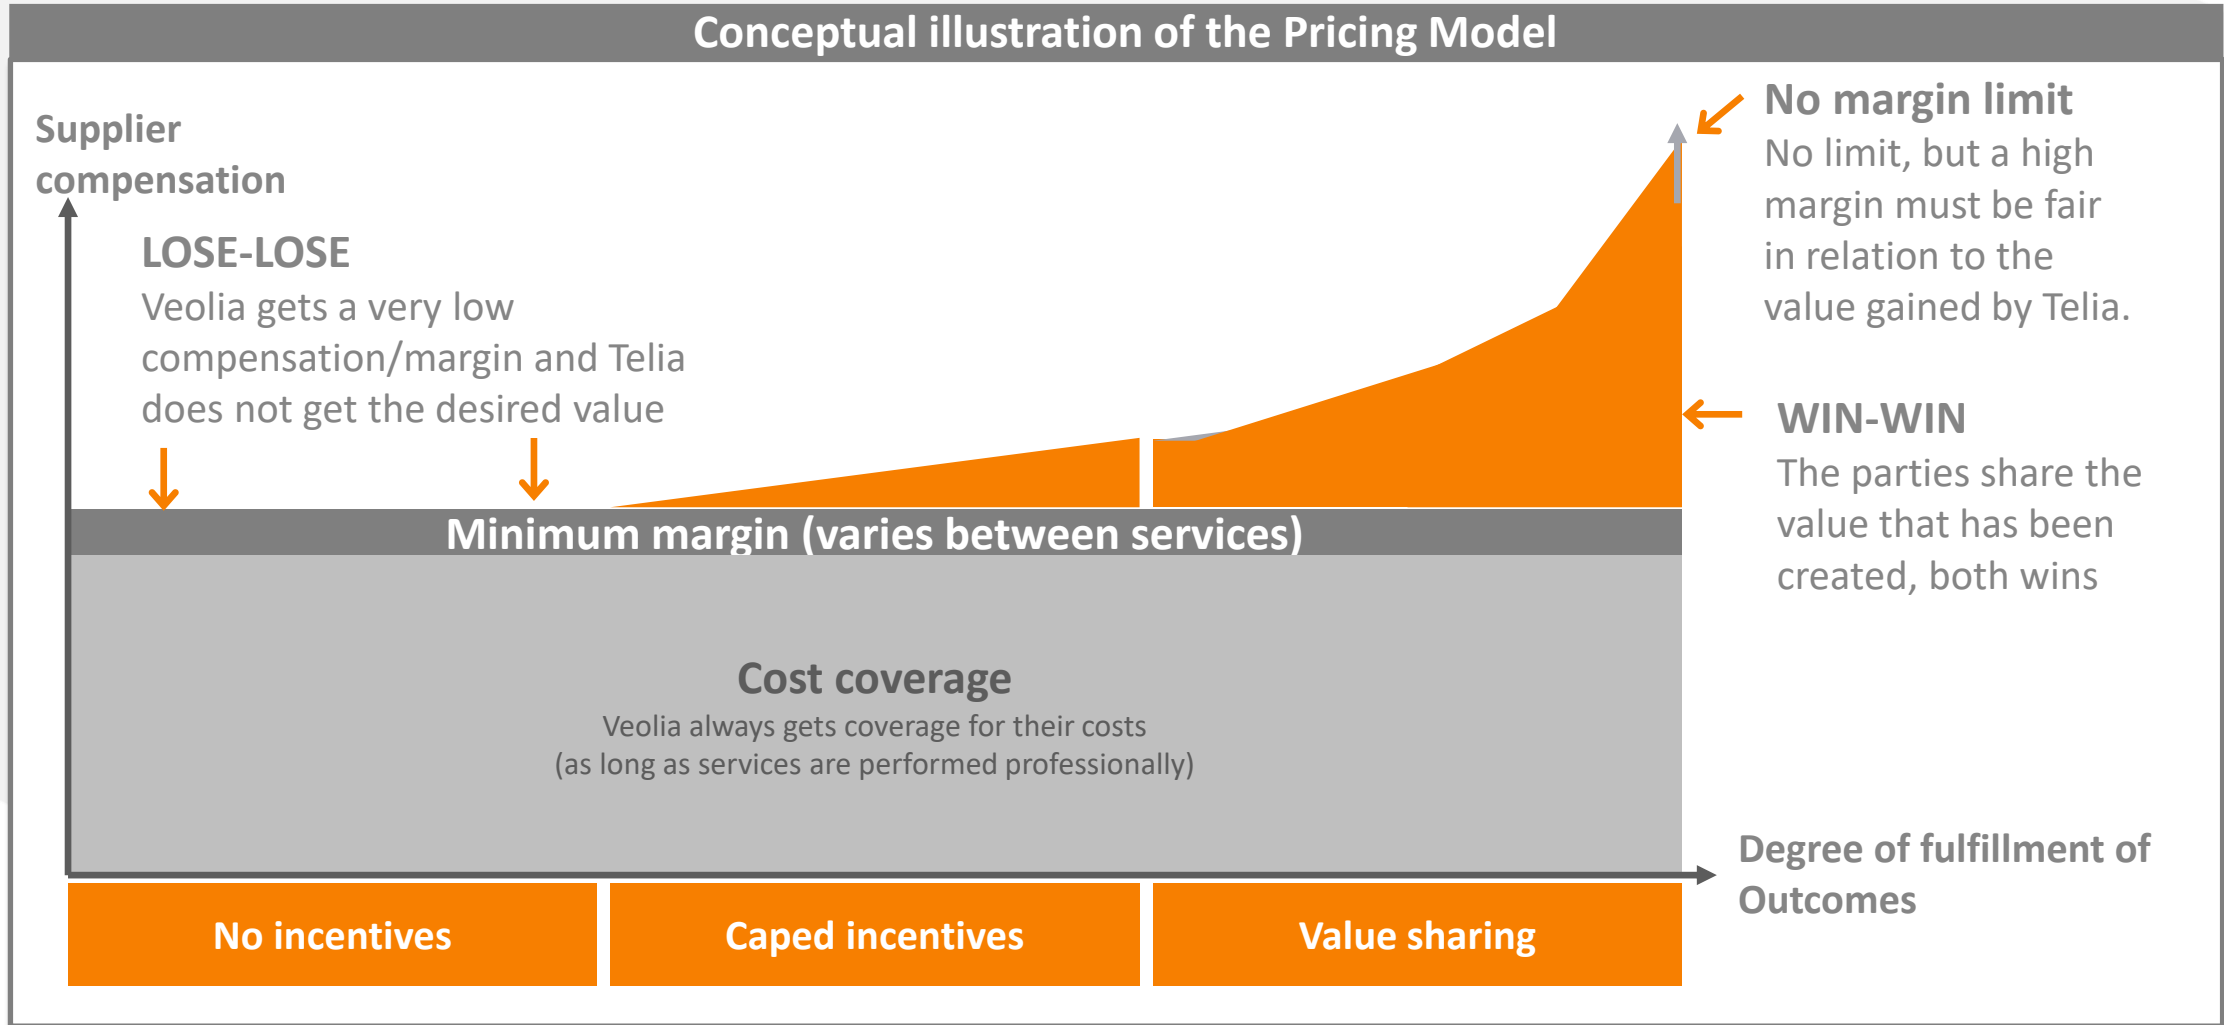 Conceptual illustration of the Pricing Model
Supplier
compensation
LOSE-LOSE
Veolia gets a very low
compensation/margin and Telia
does not get the desired value
No margin limit
No limit, but a high
margin must be fair
in relation to the
value gained by Telia.
WIN-WIN
The parties share the
value that has been
created, both wins
Minimum margin (varies between services)
Cost coverage
Veolia always gets coverage for their costs
(as long as services are performed professionally)
Degree of fulfillment of
Outcomes
No incentives
Caped incentives
Value sharing